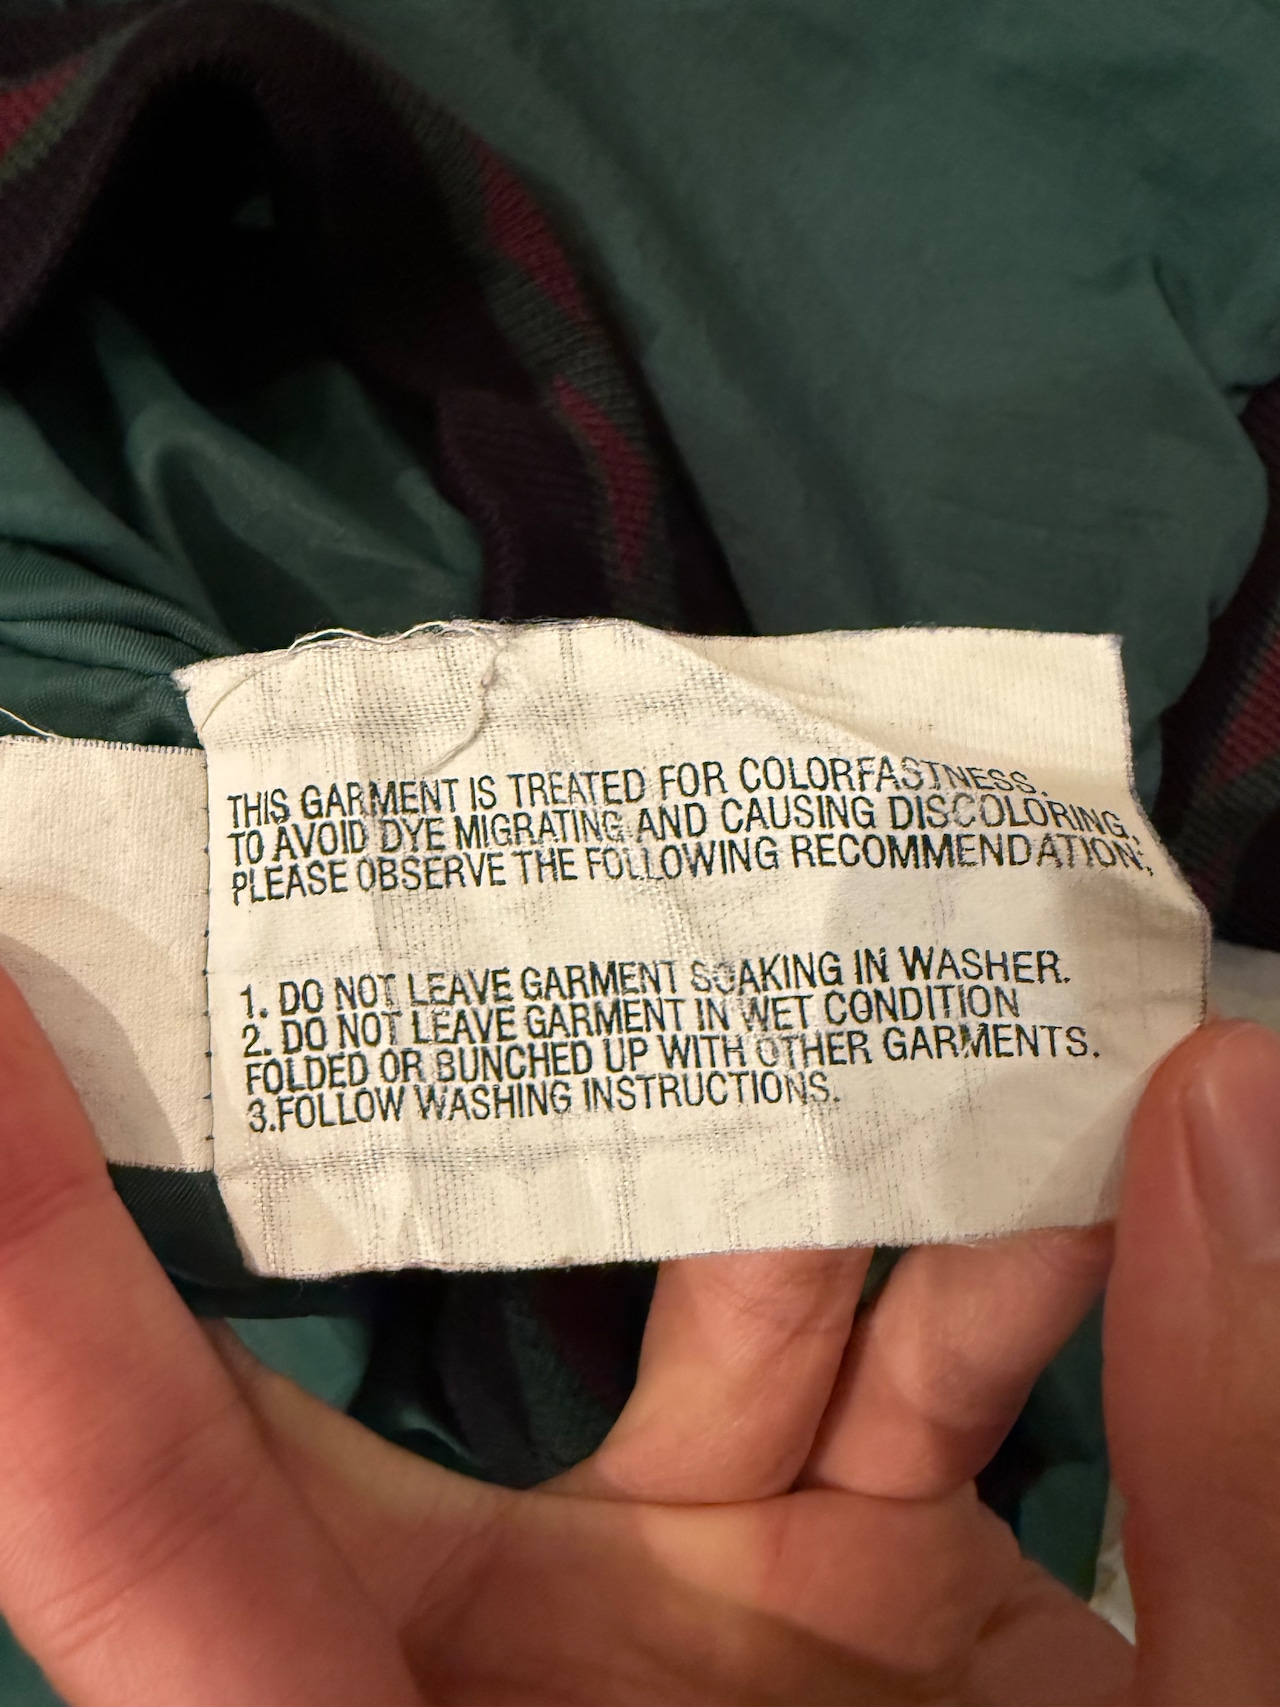 THIS GARMENT IS TREATED FOR COLORFASTNESS.
TO AVOID DYE MIGRATING AND CAUSING DISCOLORING,
PLEASE OBSERVE THE FOLLOWING RECOMMENDATION;
1. DO NOT LEAVE GARMENT SOAKING IN WASHER.
2. DO NOT LEAVE GARMENT IN WET CONDITION
FOLDED OR BUNCHED UP WITH OTHER GARMENTS.
3.FOLLOW WASHING INSTRUCTIONS.